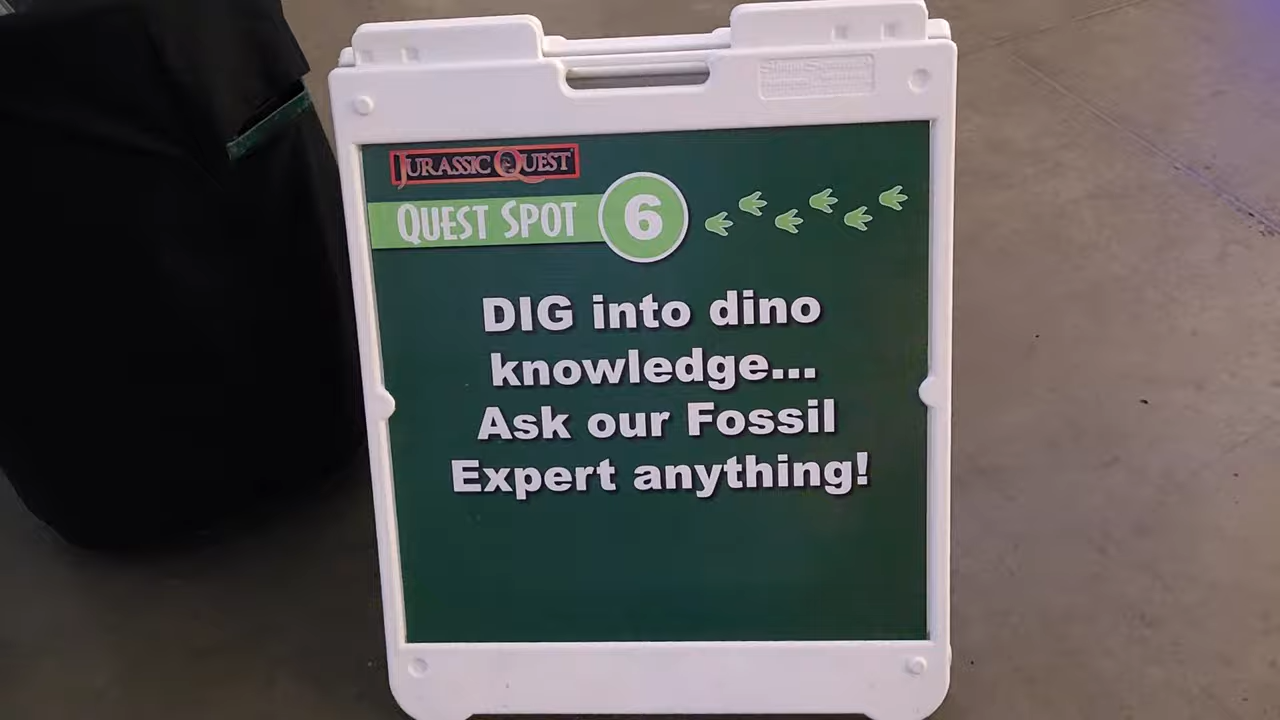 JURASSIC QUEST
QUEST SPOT 6
DIG into dino
knowledge...
Ask our Fossil
Expert anything!